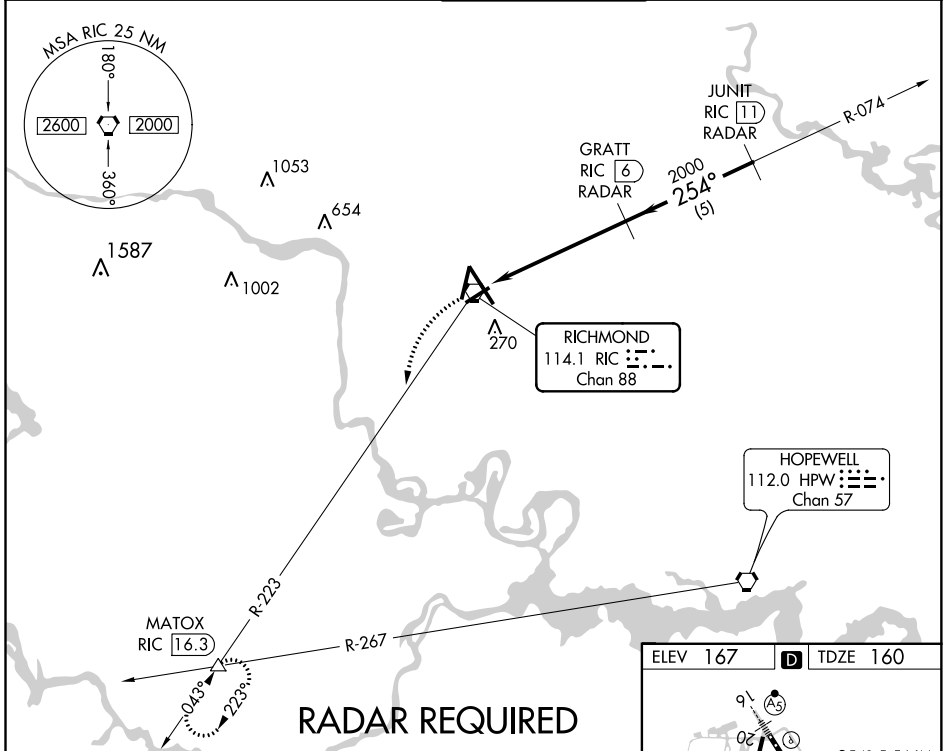 MSA RIC 25 NM
180°
2600
2000
360°
1053
654
1587
1002
270
JUNIT
RIC 11
RADAR
R-074
GRATT
RIC 6
RADAR
2000
254°
(5)
RICHMOND
114.1 RIC
Chan 88
HOPEWELL
112.0 HPW
Chan 57
R-223
MATOX
RIC 16.3
R-267
043°
223°
RADAR REQUIRED
ELEV 167 D TDZE 160
16
A5
20